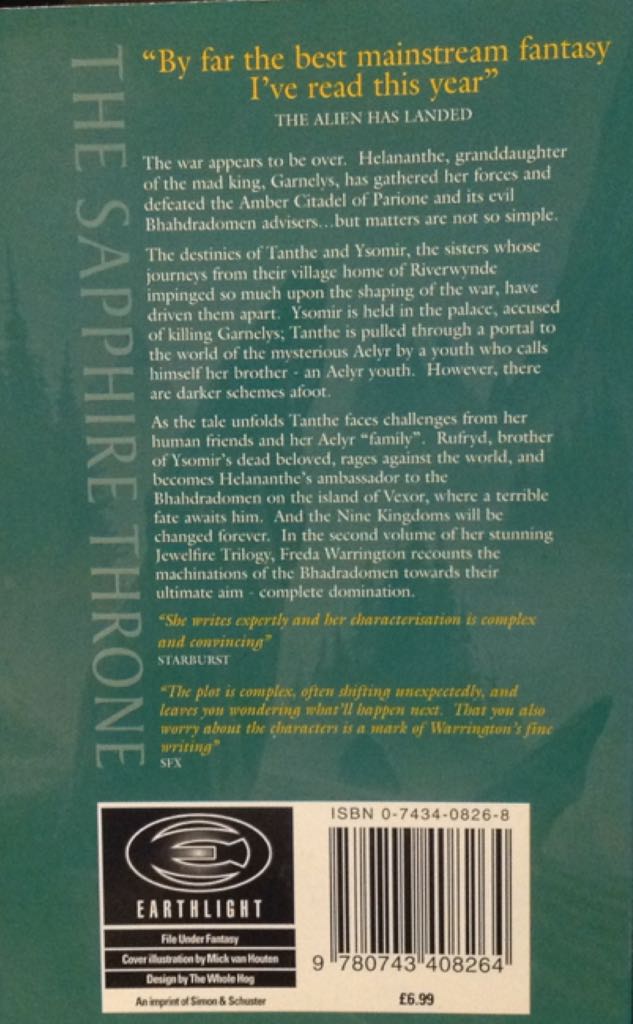 THE SAPPHIRE THRONE
“By far the best mainstream fantasy
I've read this year”
THE ALIEN HAS LANDED
The war appears to be over. Helananthe, granddaughter
of the mad king, Garnelys, has gathered her forces and
defeated the Amber Citadel of Parione and its evil
Bhahdradomen advisers...but matters are not so simple.
The destinies of Tanthe and Ysomir, the sisters whose
journeys from their village home of Riverwynde
impinged so much upon the shaping of the war, have
driven them apart. Ysomir is held in the palace, accused
of killing Garnelys; Tanthe is pulled through a portal to
the world of the mysterious Aelyr by a youth who calls
himself her brother - an Aelyr youth. However, there
are darker schemes afoot.
As the tale unfolds Tanthe faces challenges from her
human friends and her Aelyr “family”. Rufryd, brother
of Ysomir's dead beloved, rages against the world, and
becomes Helananthe's ambassador to the
Bhahdradomen on the island of Vexor, where a terrible
fate awaits him. And the Nine Kingdoms will be
changed forever. In the second volume of her stunning
Jewelfire Trilogy, Freda Warrington recounts the
machinations of the Bhadradomen towards their
ultimate aim - complete domination.
“She writes expertly and her characterisation is complex
and convincing”
STARBURST
“The plot is complex, often shifting unexpectedly, and
leaves you wondering what'll happen next. That you also
worry about the characters is a mark of Warrington's fine
writing”
SFX
EARTHLIGHT
File Under Fantasy
Cover illustration by Mick van Houten
Design by The Whole Hog
An imprint of Simon & Schuster
ISBN 0-7434-0826-8
9 780743 408264
£6.99